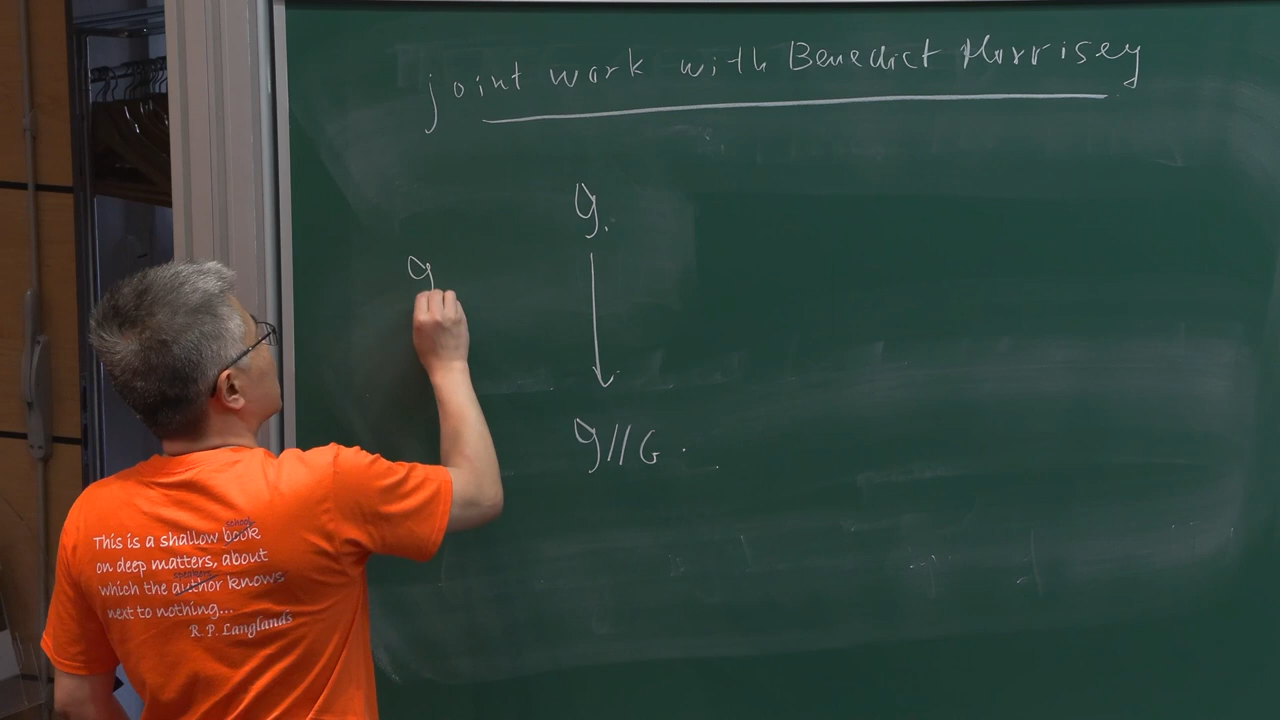 joint work with Benedict Morrisey
g.
g
g//G.
school
This is a shallow book
on deep matters, about
speakers
which the author knows
next to nothing...
R. P. Langlands